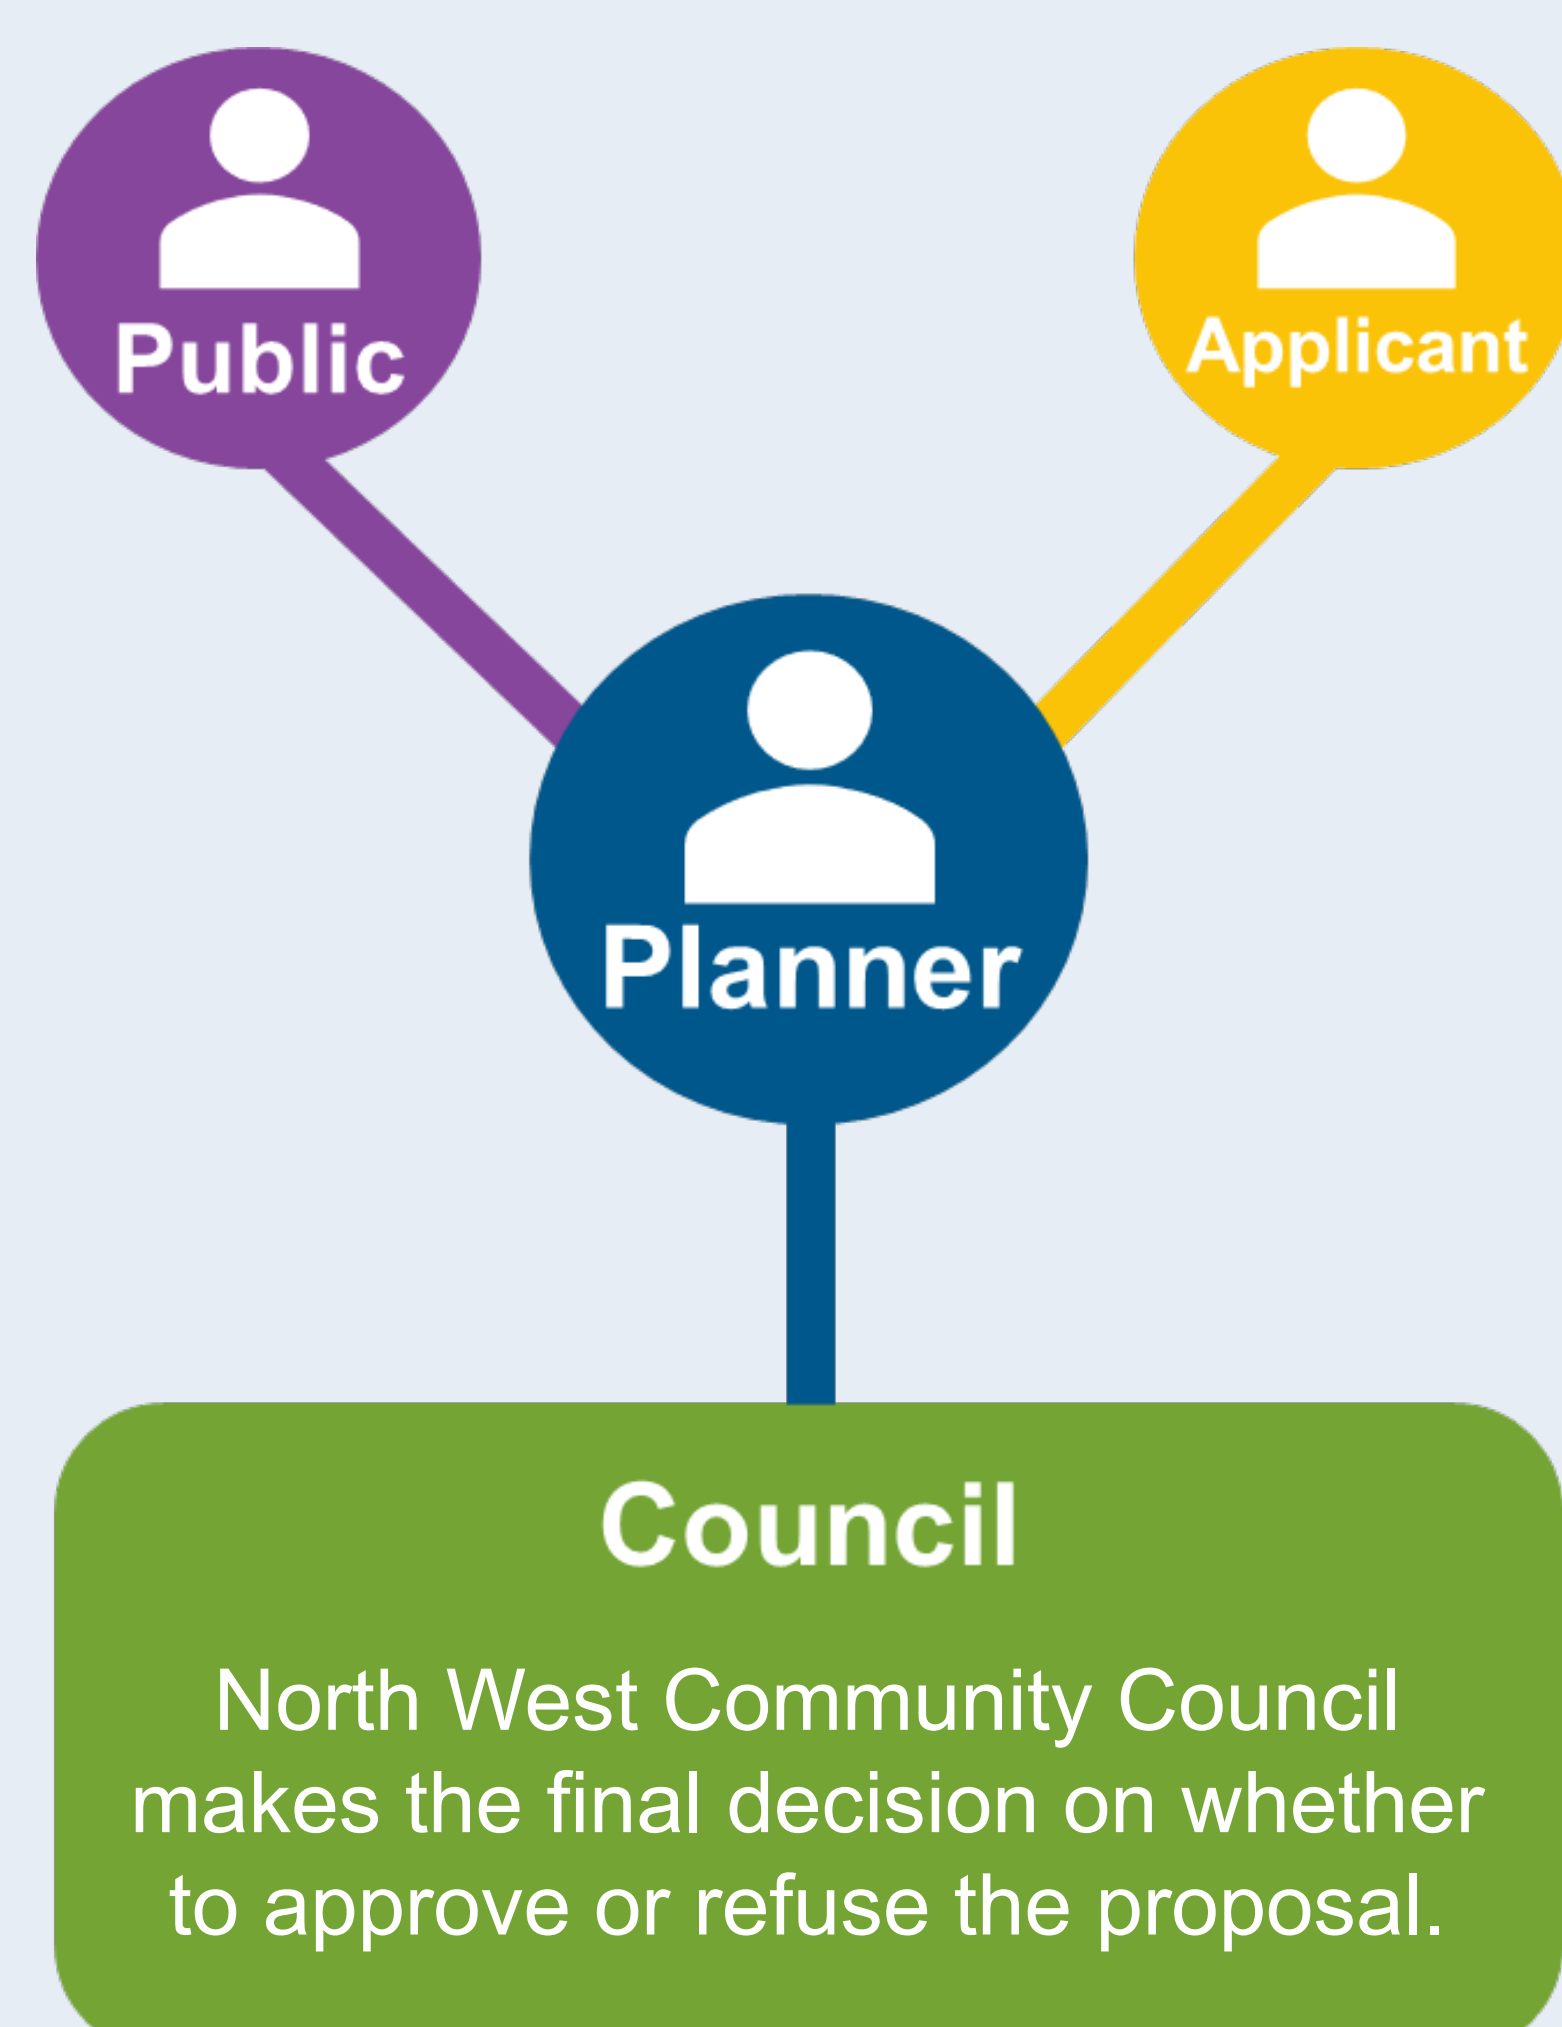 Public
Applicant
Planner
Council
North West Community Council
makes the final decision on whether
to approve or refuse the proposal.